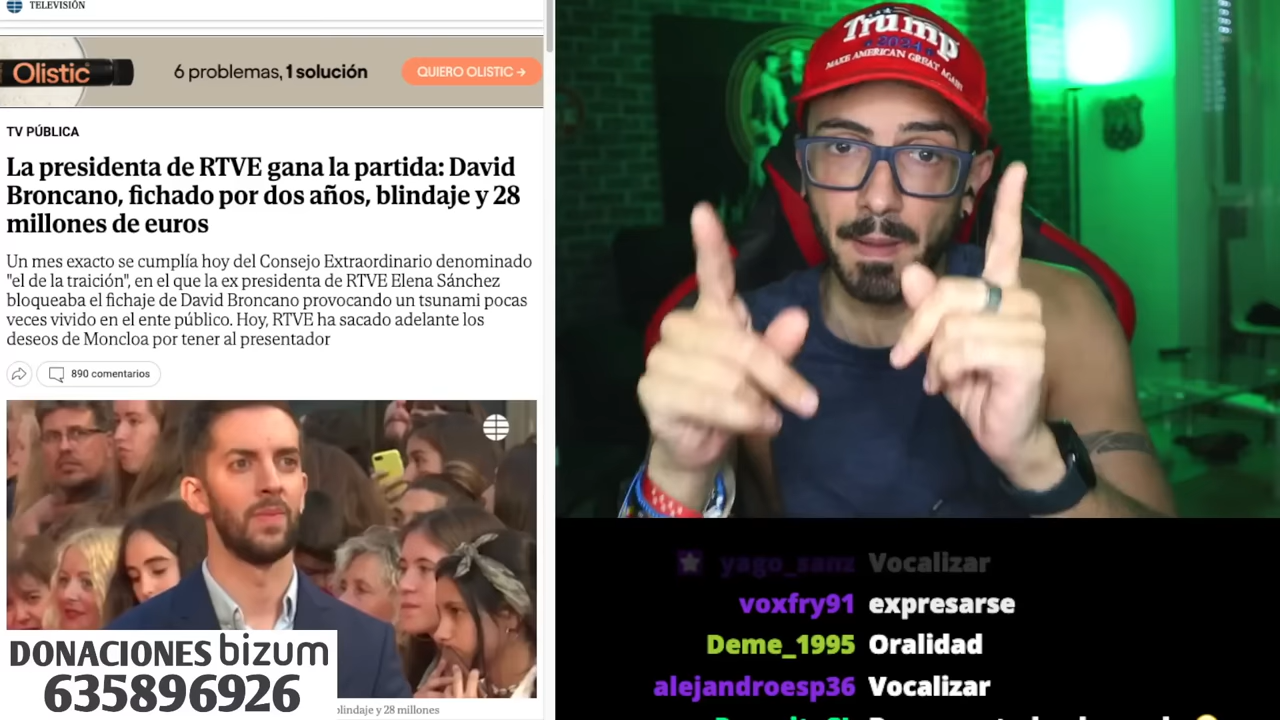 TELEVISIÓN
Olistic
6 problemas, 1 solución
QUIERO OLISTIC →
TV PÚBLICA
La presidenta de RTVE gana la partida: David
Broncano, fichado por dos años, blindaje y 28
millones de euros
Un mes exacto se cumplía hoy del Consejo Extraordinario denominado
"el de la traición", en el que la ex presidenta de RTVE Elena Sánchez
bloqueaba el fichaje de David Broncano provocando un tsunami pocas
veces vivido en el ente público. Hoy, RTVE ha sacado adelante los
deseos de Moncloa por tener al presentador
890 comentarios
DONACIONES bizum
635896926
blindaje y 28 millones
Trump
2024
MAKE AMERICAN GREAT AGAIN
yago_sanz Vocalizar
voxfry91 expresarse
Deme_1995 Oralidad
alejandroesp36 Vocalizar